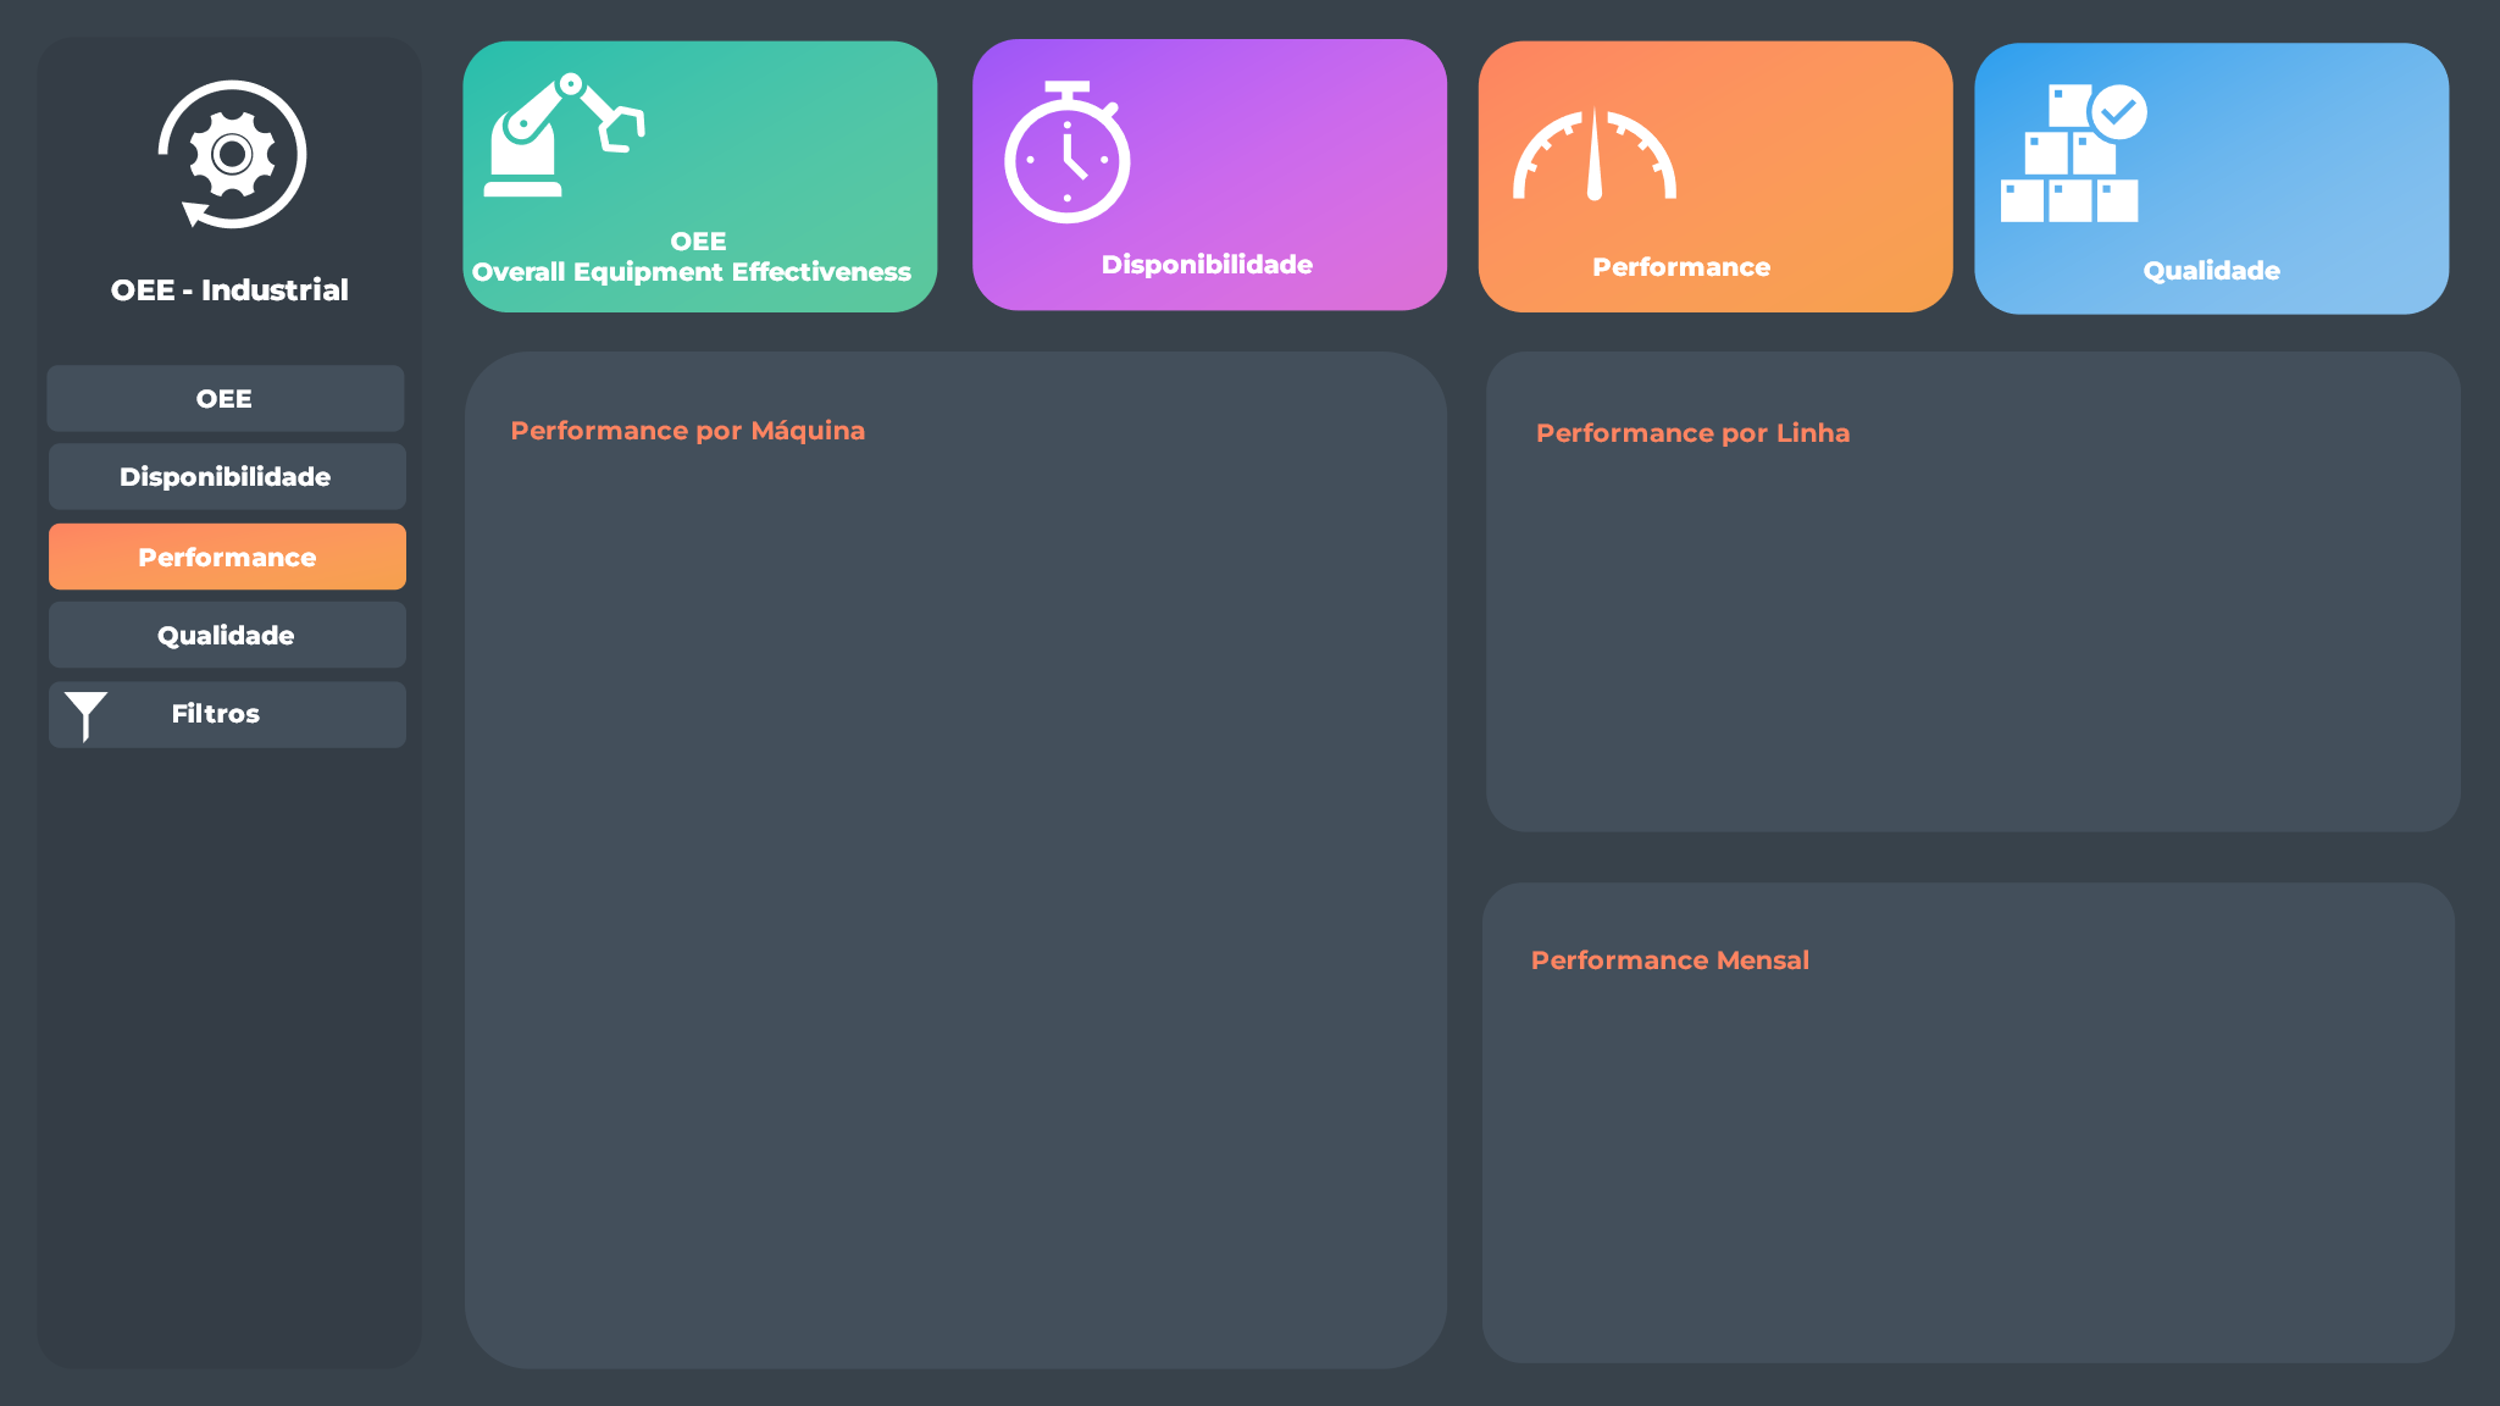 OEE - Industrial
OEE
Disponibilidade
Performance
Qualidade
Filtros
OEE
Overall Equipment Effectiveness
Disponibilidade
Performance
Qualidade
Performance por Máquina
Performance por Linha
Performance Mensal